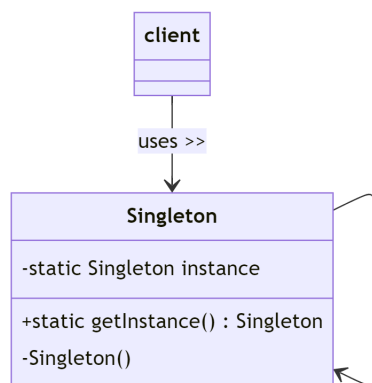 client
uses >>
Singleton
-static Singleton instance
+static getInstance() : Singleton
-Singleton()